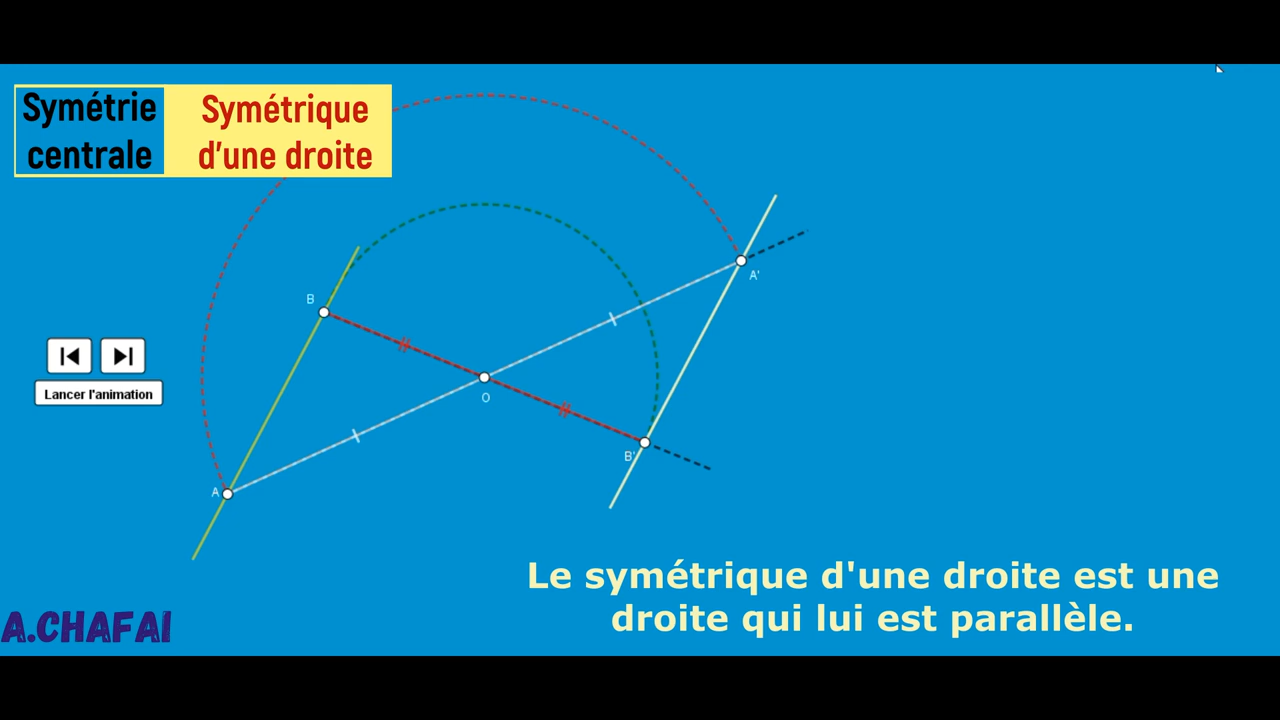 Symétrie
centrale
Symétrique
d'une droite
B
A'
Lancer l'animation
O
B'
A
Le symétrique d'une droite est une
droite qui lui est parallèle.
A.CHAFAI